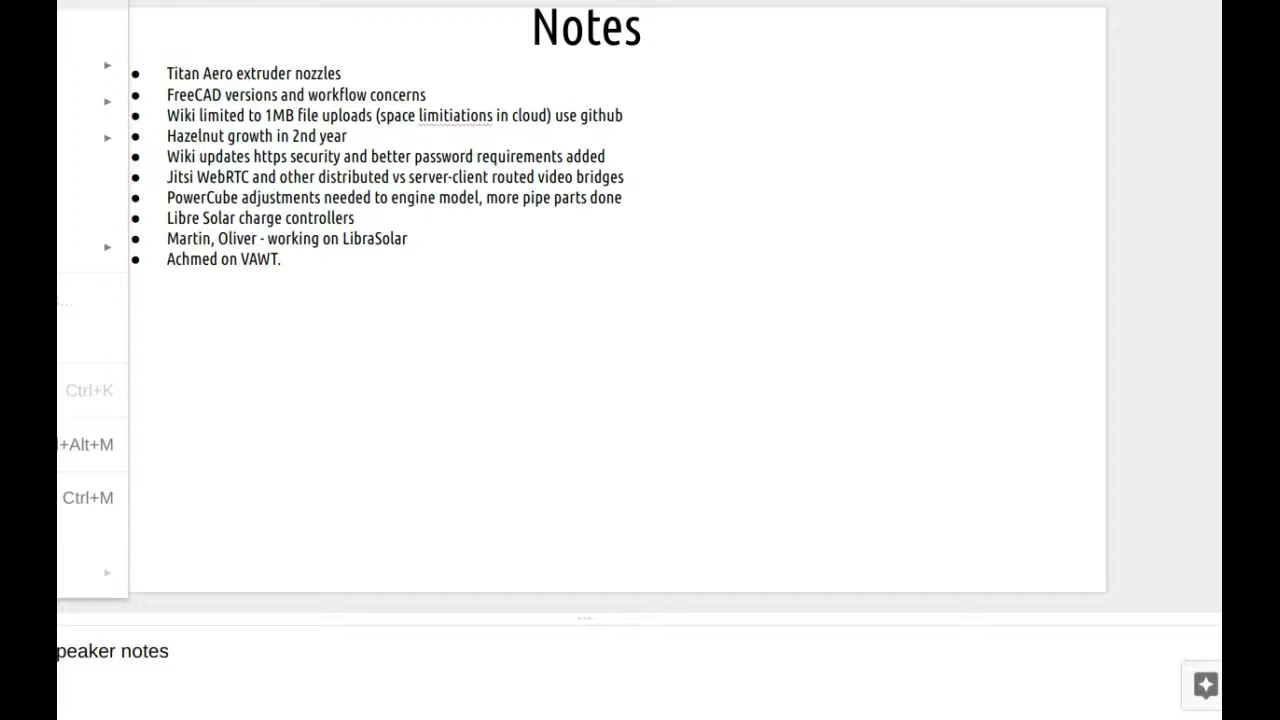 Notes
● Titan Aero extruder nozzles
● FreeCAD versions and workflow concerns
● Wiki limited to 1MB file uploads (space limitiations in cloud) use github
● Hazelnut growth in 2nd year
● Wiki updates https security and better password requirements added
● Jitsi WebRTC and other distributed vs server-client routed video bridges
● PowerCube adjustments needed to engine model, more pipe parts done
● Libre Solar charge controllers
● Martin, Oliver - working on LibraSolar
● Achmed on VAWT.
Ctrl+K
+Alt+M
Ctrl+M
peaker notes